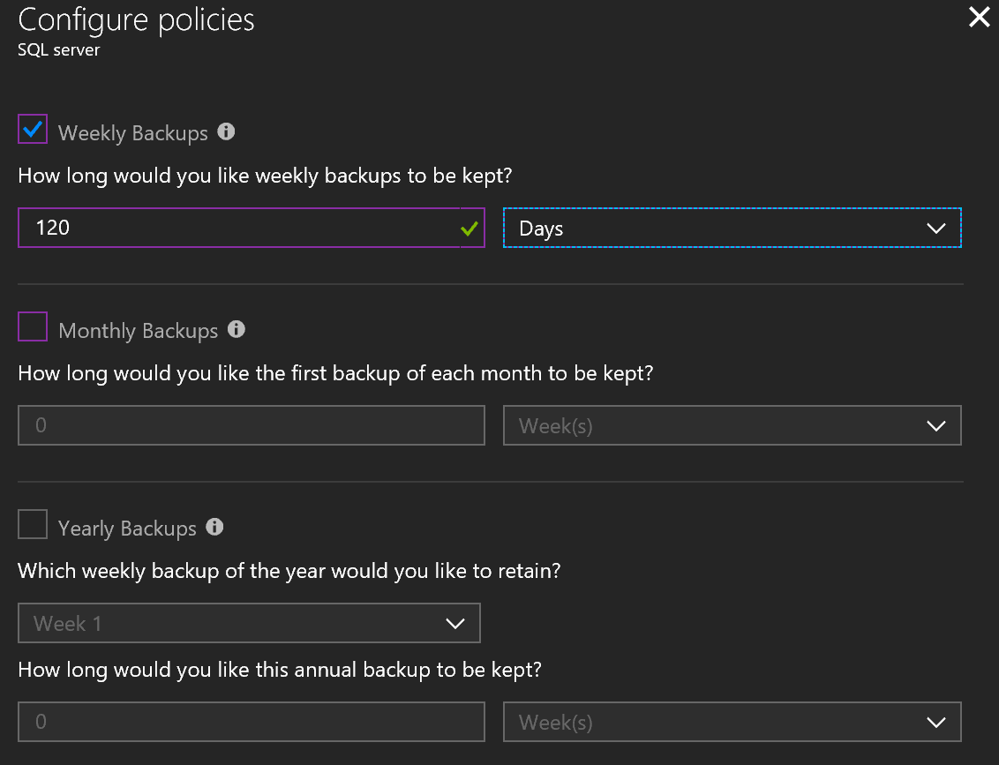 Configure policies
SQL server
Weekly Backups
How long would you like weekly backups to be kept?
120 Days
Monthly Backups
How long would you like the first backup of each month to be kept?
0 Week(s)
Yearly Backups
Which weekly backup of the year would you like to retain?
Week 1
How long would you like this annual backup to be kept?
0 Week(s)